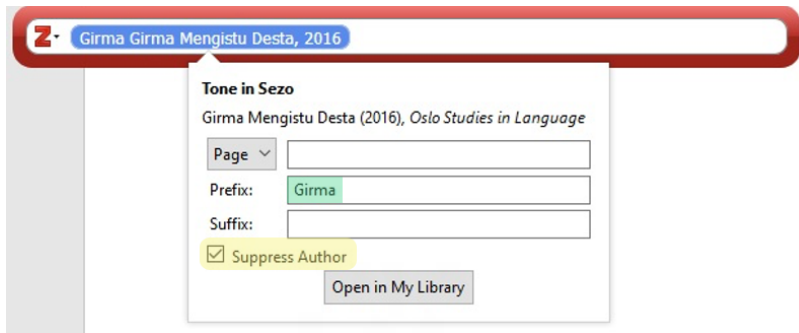 Z Girma Girma Mengistu Desta, 2016
Tone in Sezo
Girma Mengistu Desta (2016), Oslo Studies in Language
Page
Prefix: Girma
Suffix:
Suppress Author
Open in My Library